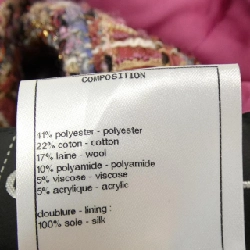 COMPOSITION
41% polyester - polyester
22% coton - cotton
17% laine - wool
10% polyamide - polyamide
5% viscose - viscose
5% acrylique - acrylic
doublure - lining :
100% soie - silk